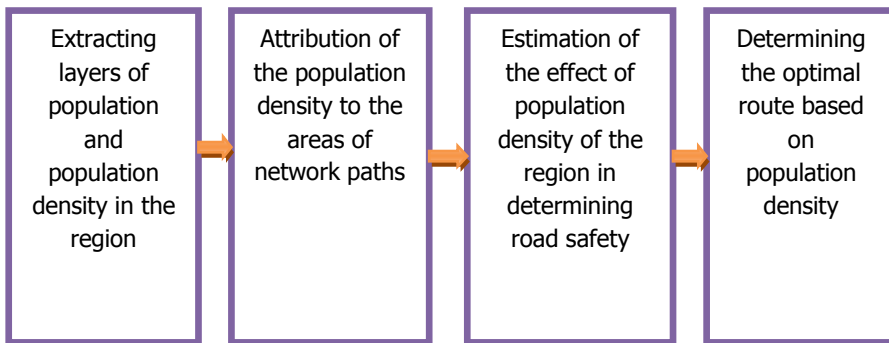 Extracting
layers of
population
and
population
density in the
region
Attribution of
the population
density to the
areas of
network paths
Estimation of
the effect of
population
density of the
region in
determining
road safety
Determining
the optimal
route based
on
population
density